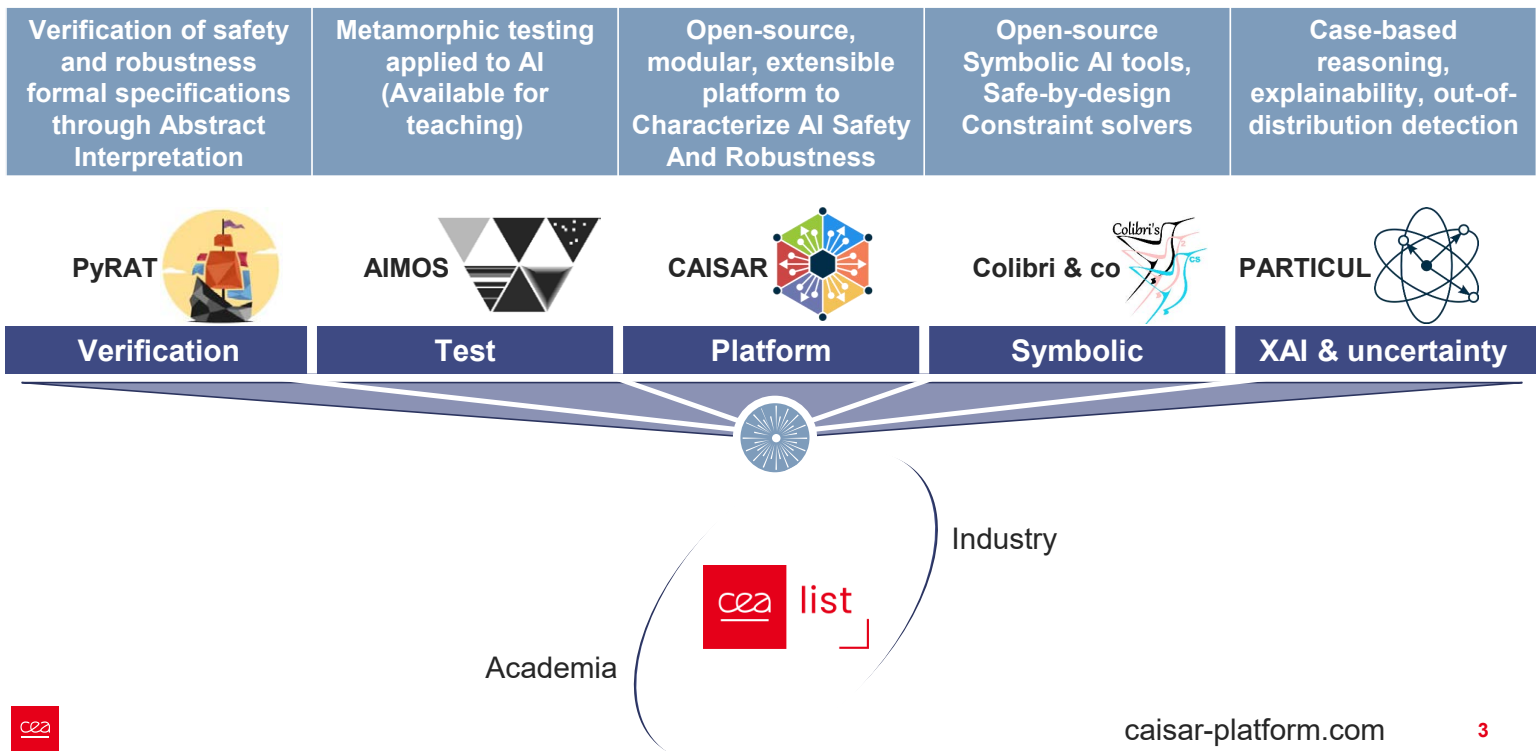 Verification of safety
and robustness
formal specifications
through Abstract
Interpretation
Metamorphic testing
applied to AI
(Available for
teaching)
Open-source,
modular, extensible
platform to
Characterize AI Safety
And Robustness
Open-source
Symbolic AI tools,
Safe-by-design
Constraint solvers
Case-based
reasoning,
explainability, out-of-
distribution detection
PyRAT
AIMOS
CAISAR
Colibri & co
Colibri's
2
cs
PARTICUL
Verification
Test
Platform
Symbolic
XAI & uncertainty
Industry
cea list
Academia
cea
caisar-platform.com
3